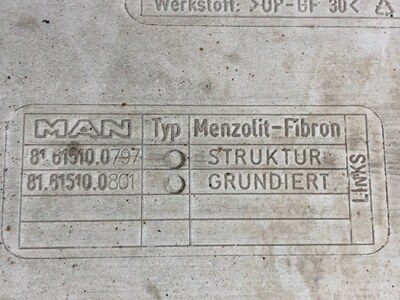 Werkstoff: >UP-GF 30<
MAN Typ Menzolit-Fibron
81.61510.0797 STRUKTUR
81.61510.0801 GRUNDIERT
LINKS